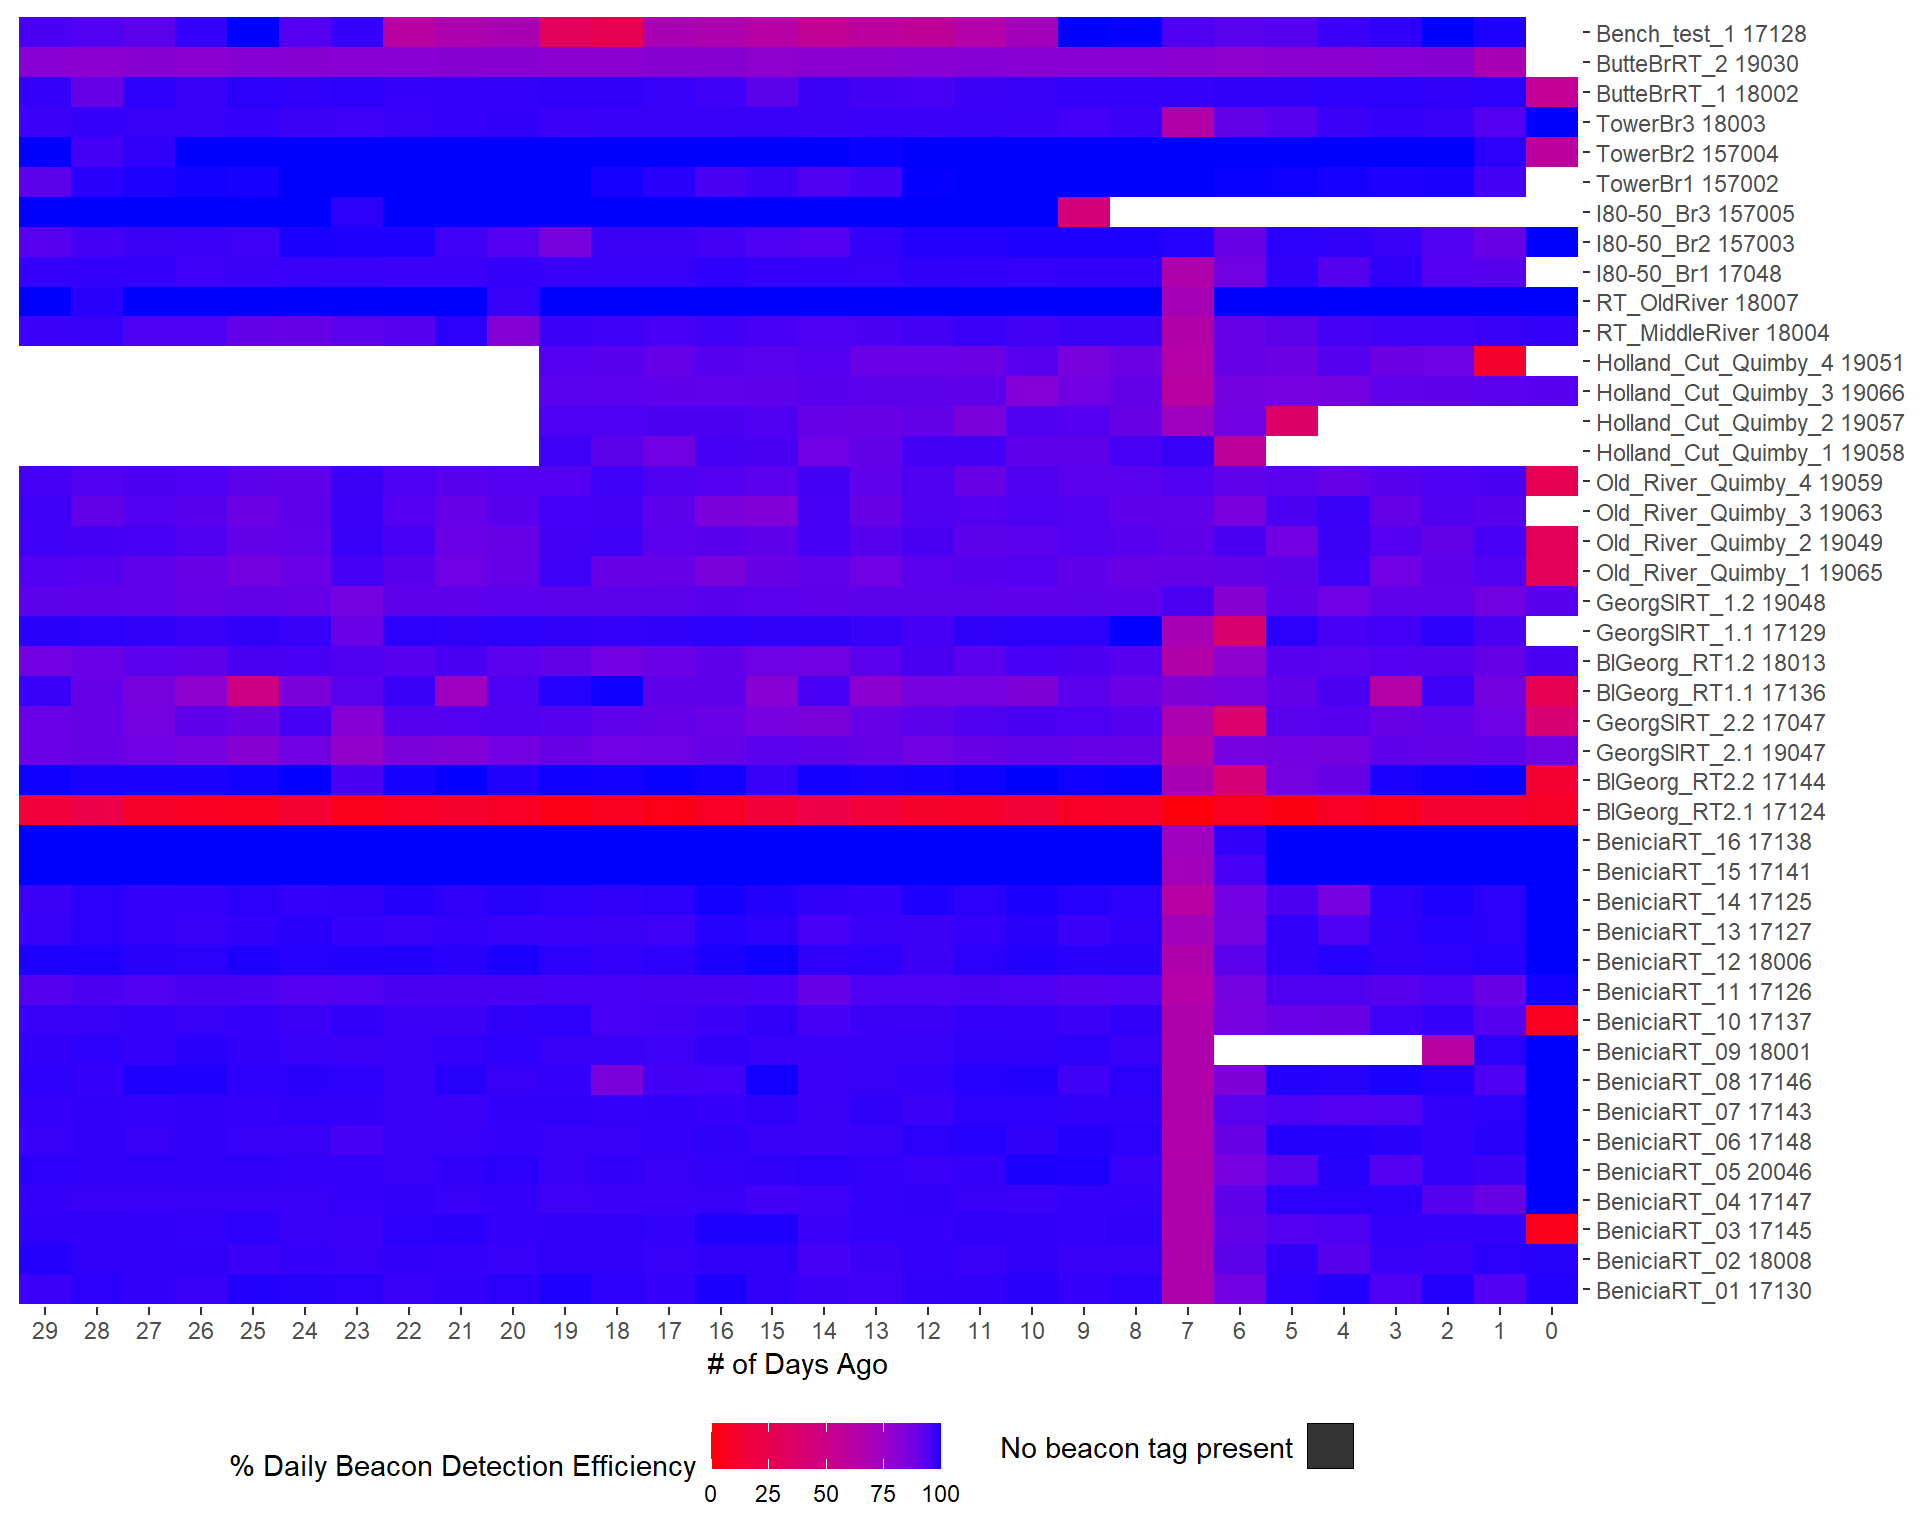 Bench_test_1 17128
ButteBrRT_2 19030
ButteBrRT_1 18002
TowerBr3 18003
TowerBr2 157004
TowerBr1 157002
I80-50_Br3 157005
I80-50_Br2 157003
I80-50_Br1 17048
RT_OldRiver 18007
RT_MiddleRiver 18004
Holland_Cut_Quimby_4 19051
Holland_Cut_Quimby_3 19066
Holland_Cut_Quimby_2 19057
Holland_Cut_Quimby_1 19058
Old_River_Quimby_4 19059
Old_River_Quimby_3 19063
Old_River_Quimby_2 19049
Old_River_Quimby_1 19065
GeorgSlRT_1.2 19048
GeorgSlRT_1.1 17129
BlGeorg_RT1.2 18013
BlGeorg_RT1.1 17136
GeorgSlRT_2.2 17047
GeorgSlRT_2.1 19047
BlGeorg_RT2.2 17144
BlGeorg_RT2.1 17124
BeniciaRT_16 17138
BeniciaRT_15 17141
BeniciaRT_14 17125
BeniciaRT_13 17127
BeniciaRT_12 18006
BeniciaRT_11 17126
BeniciaRT_10 17137
BeniciaRT_09 18001
BeniciaRT_08 17146
BeniciaRT_07 17143
BeniciaRT_06 17148
BeniciaRT_05 20046
BeniciaRT_04 17147
BeniciaRT_03 17145
BeniciaRT_02 18008
BeniciaRT_01 17130
29 28 27 26 25 24 23 22 21 20 19 18 17 16 15 14 13 12 11 10 9 8 7 6 5 4 3 2 1 0
# of Days Ago
% Daily Beacon Detection Efficiency
0 25 50 75 100
No beacon tag present